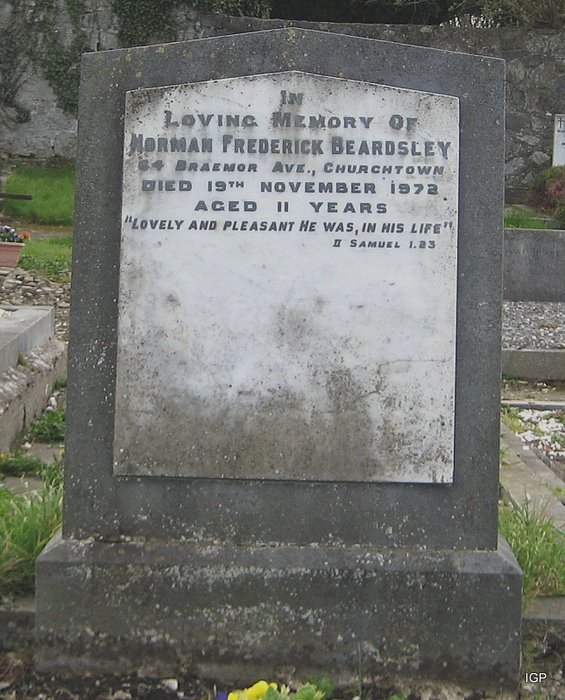 IN
LOVING MEMORY OF
NORMAN FREDERICK BEARDSLEY
64 BRAEMOR AVE., CHURCHTOWN
DIED 19TH NOVEMBER 1972
AGED 11 YEARS
"LOVELY AND PLEASANT HE WAS, IN HIS LIFE"
II SAMUEL 1.23
IGP